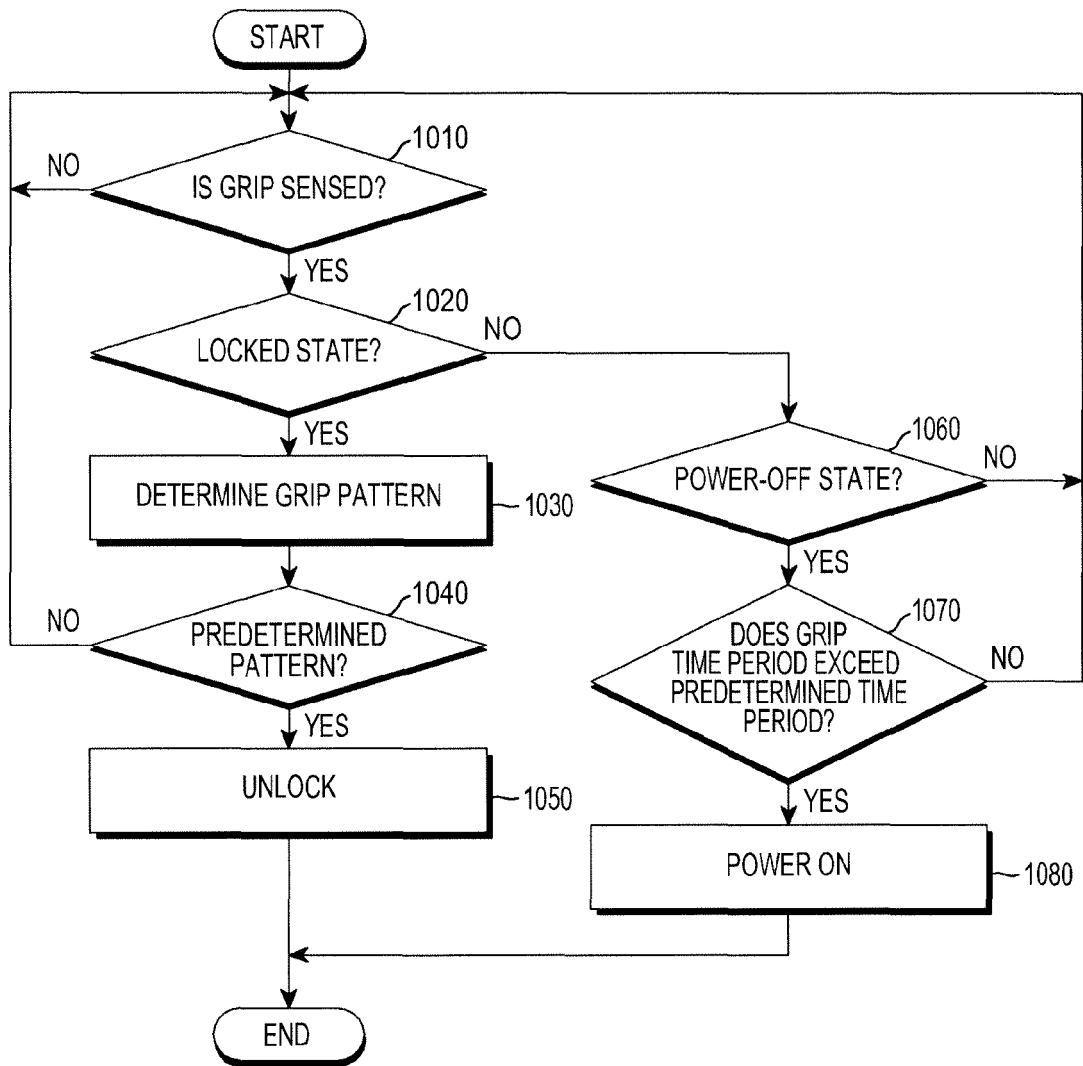 START
1010
NO
IS GRIP SENSED?
YES
1020
NO
LOCKED STATE?
YES
1060
NO
POWER-OFF STATE?
DETERMINE GRIP PATTERN
1030
YES
1040
NO
PREDETERMINED
PATTERN?
1070
DOES GRIP
TIME PERIOD EXCEED
PREDETERMINED TIME
PERIOD?
NO
YES
UNLOCK
1050
YES
POWER ON
1080
END